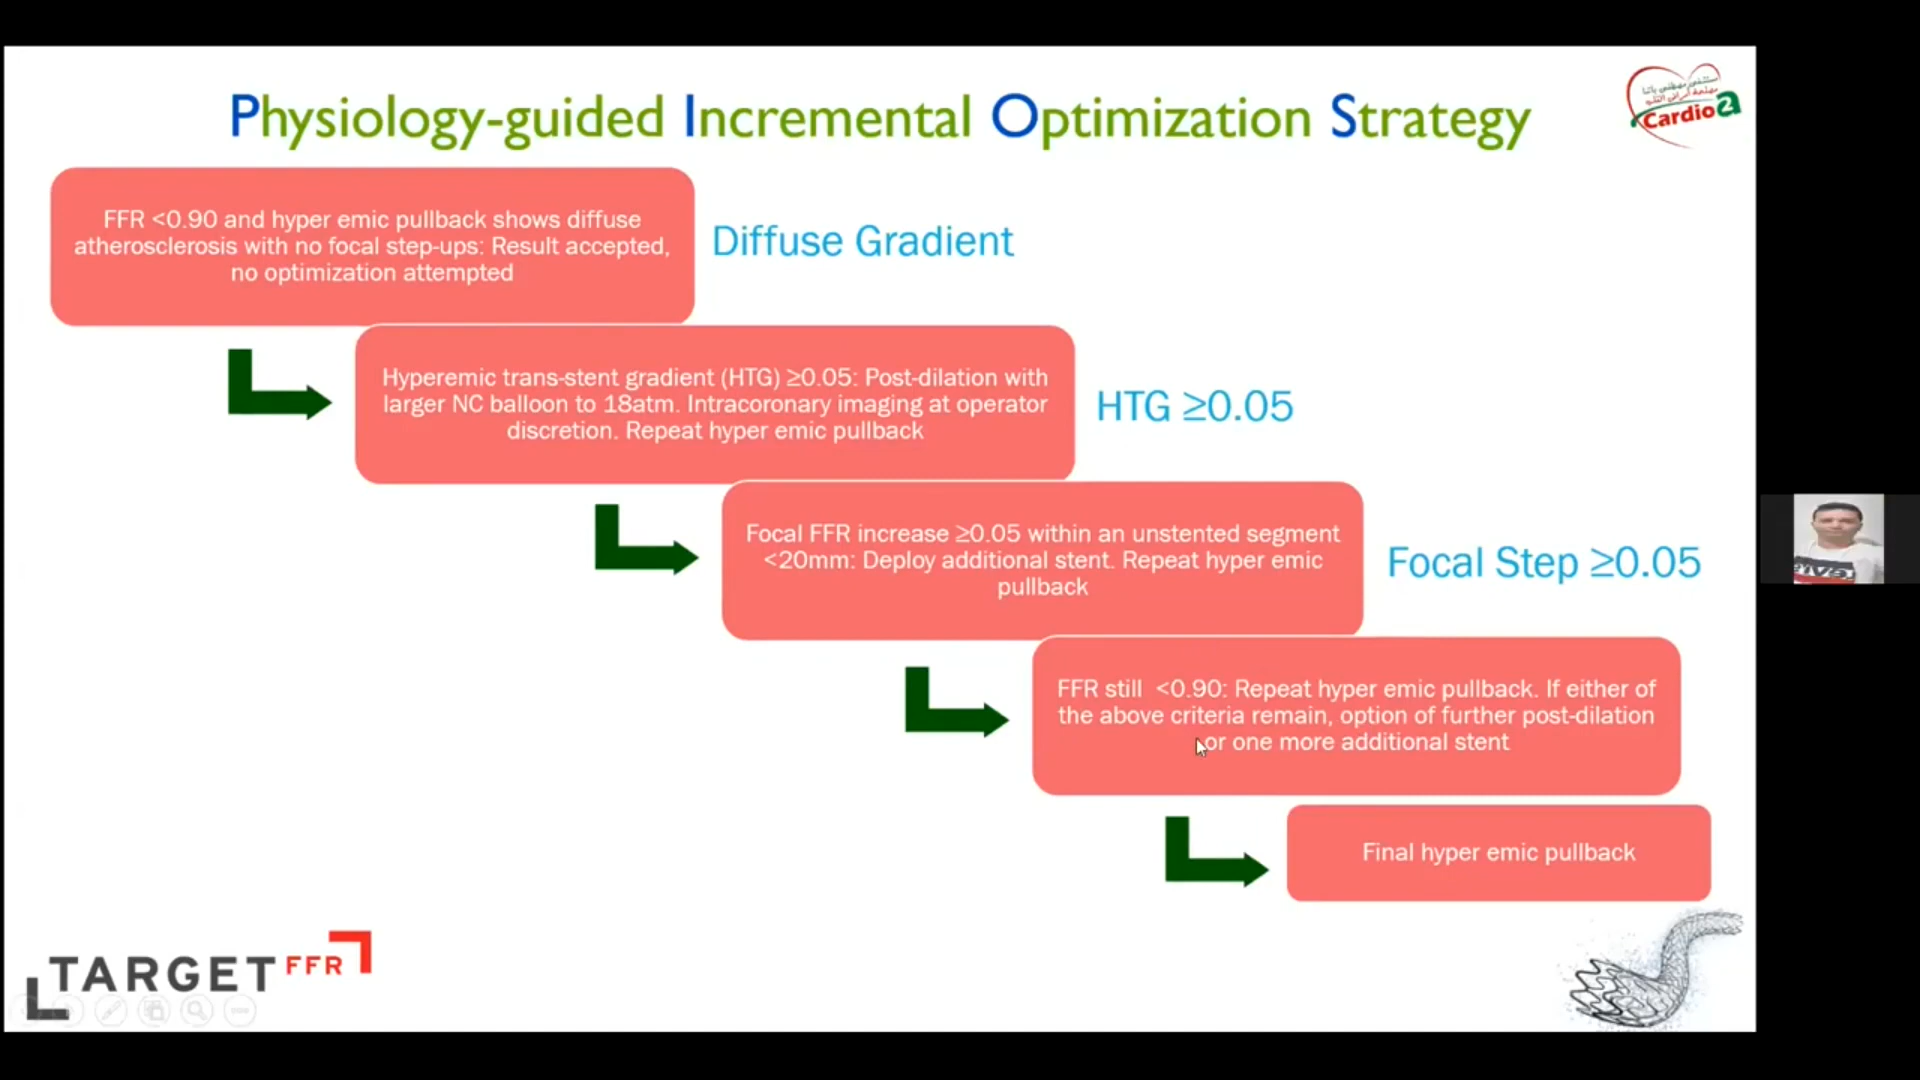 Physiology-guided Incremental Optimization Strategy
مستشفى مصطفى باشا
Cardio A2
FFR <0.90 and hyper emic pullback shows diffuse
atherosclerosis with no focal step-ups: Result accepted,
no optimization attempted
Diffuse Gradient
Hyperemic trans-stent gradient (HTG) ≥0.05: Post-dilation with
larger NC balloon to 18atm. Intracoronary imaging at operator
discretion. Repeat hyper emic pullback
HTG ≥0.05
Focal FFR increase ≥0.05 within an unstented segment
<20mm: Deploy additional stent. Repeat hyper emic
pullback
Focal Step ≥0.05
FFR still  <0.90: Repeat hyper emic pullback. If either of
the above criteria remain, option of further post-dilation
or one more additional stent
Final hyper emic pullback
TARGET FFR